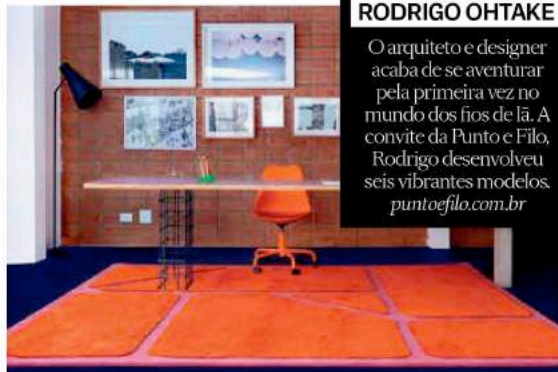 RODRIGO OHTAKE
O arquiteto e designer
acaba de se aventurar
pela primeira vez no
mundo dos fios de lã. A
convite da Punto e Filo,
Rodrigo desenvolveu
seis vibrantes modelos.
puntoefilo.com.br